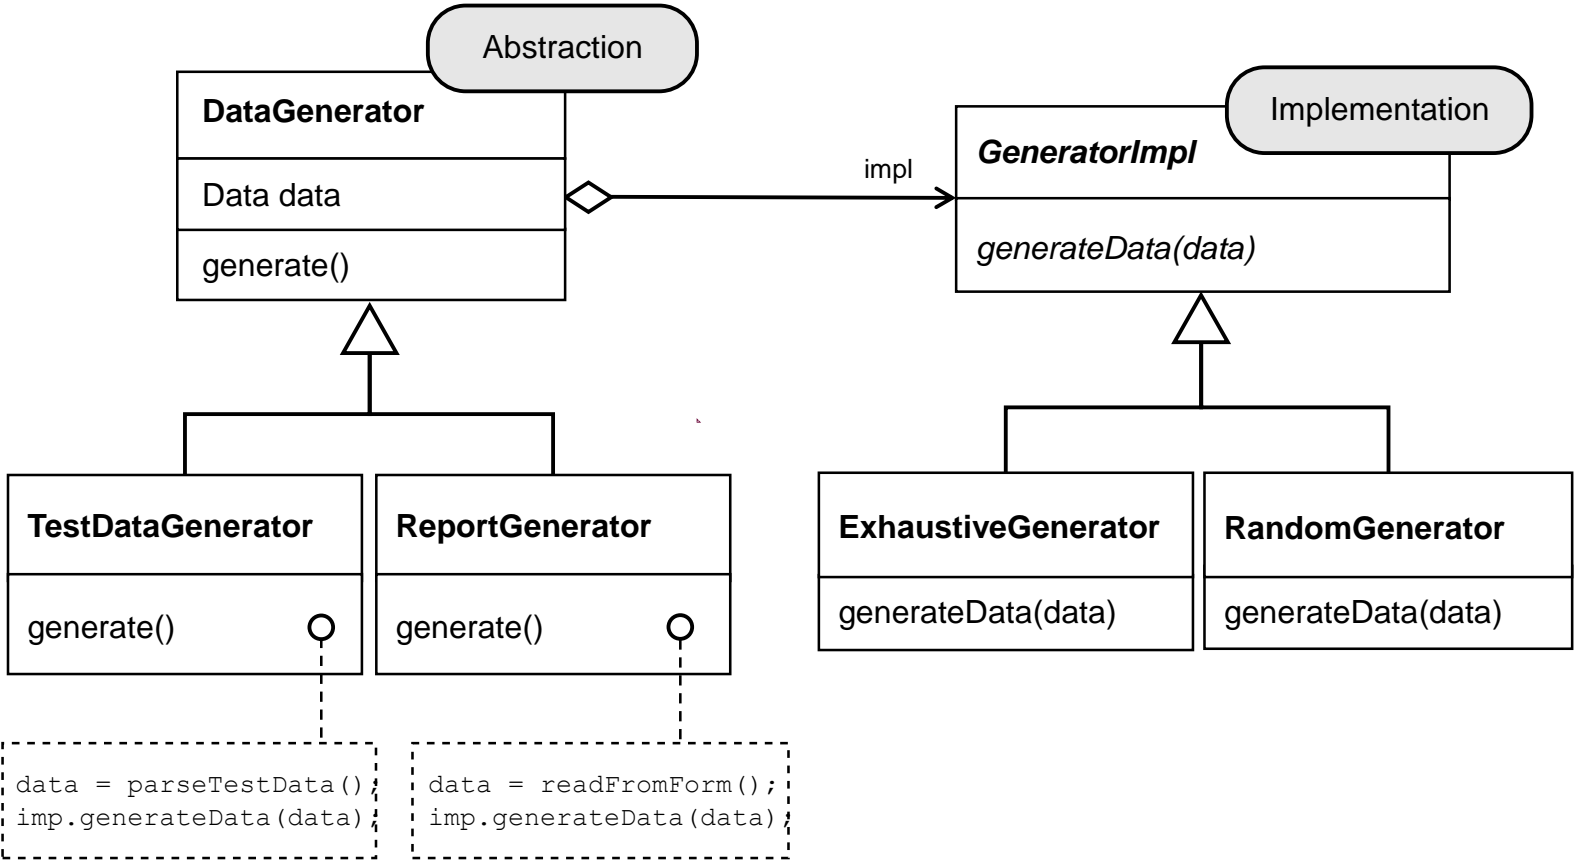 Abstraction
DataGenerator
Data data
generate()
impl
Implementation
GeneratorImpl
generateData(data)
TestDataGenerator
generate()
ReportGenerator
generate()
ExhaustiveGenerator
generateData(data)
RandomGenerator
generateData(data)
data = parseTestData();
imp.generateData(data);
data = readFromForm();
imp.generateData(data);